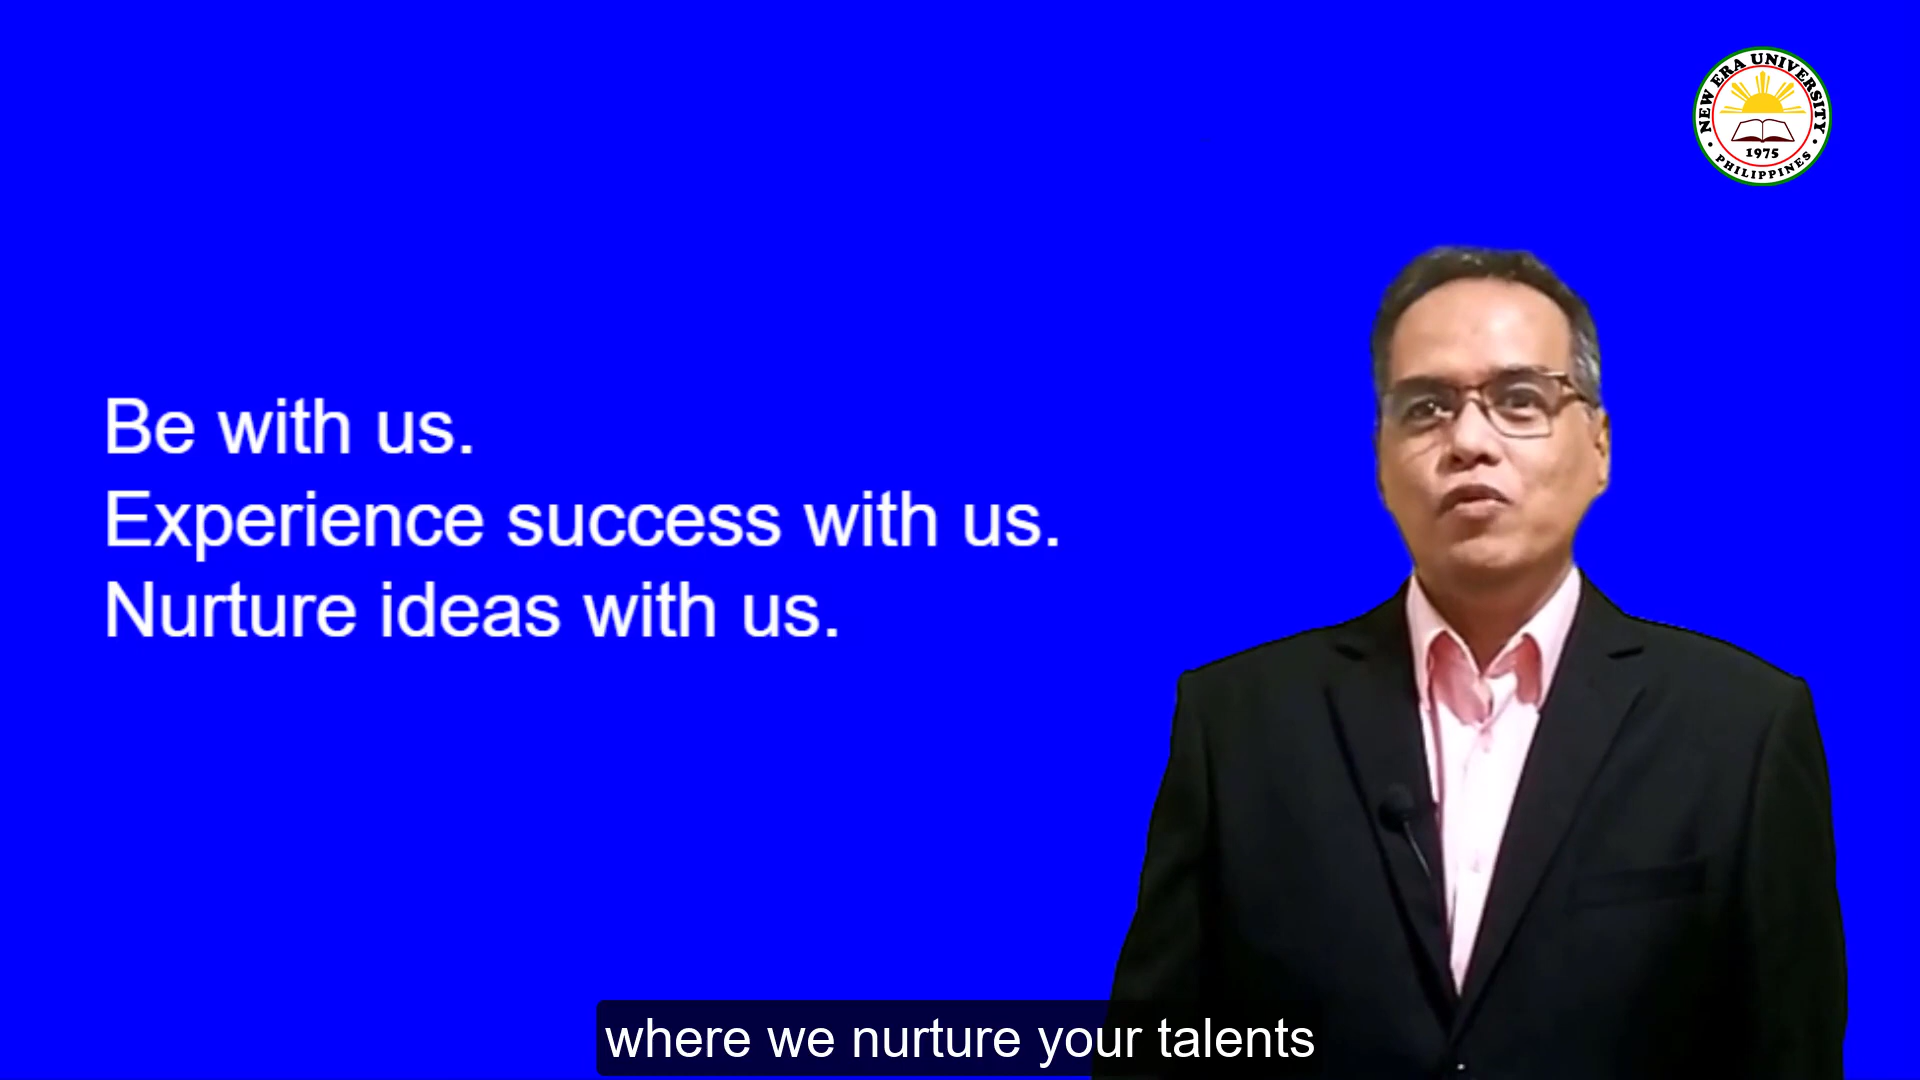 NEW ERA UNIVERSITY
1975
PHILIPPINES
Be with us.
Experience success with us.
Nurture ideas with us.
where we nurture your talents